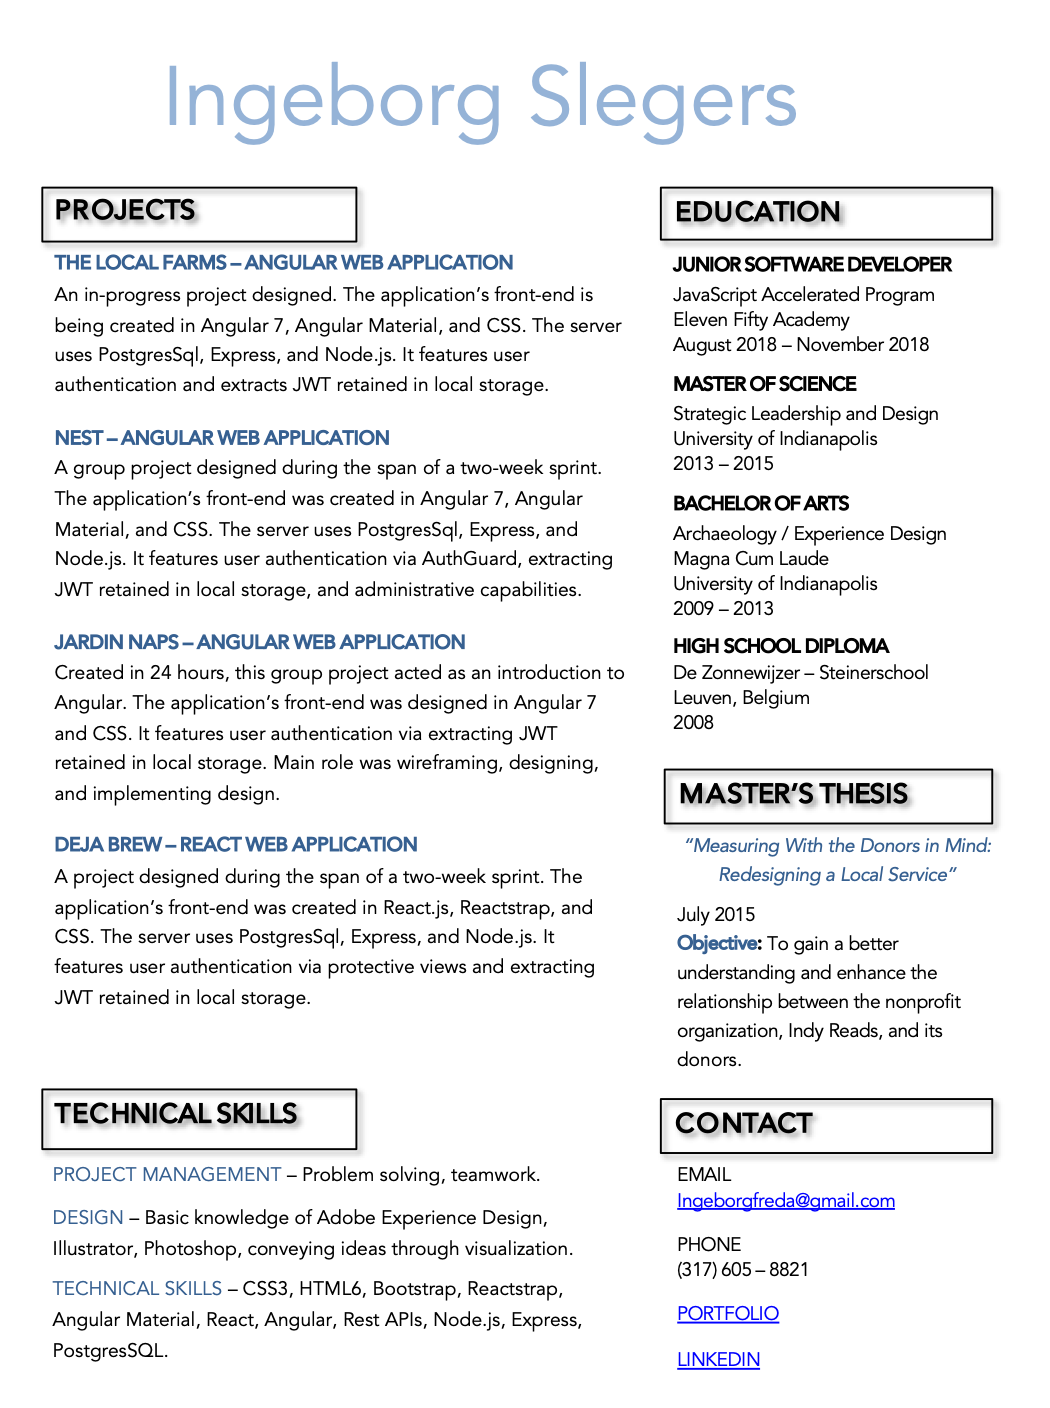 Ingeborg Slegers
PROJECTS
THE LOCAL FARMS – ANGULAR WEB APPLICATION
An in-progress project designed. The application’s front-end is
being created in Angular 7, Angular Material, and CSS. The server
uses PostgresSql, Express, and Node.js. It features user
authentication and extracts JWT retained in local storage.
NEST – ANGULAR WEB APPLICATION
A group project designed during the span of a two-week sprint.
The application’s front-end was created in Angular 7, Angular
Material, and CSS. The server uses PostgresSql, Express, and
Node.js. It features user authentication via AuthGuard, extracting
JWT retained in local storage, and administrative capabilities.
JARDIN NAPS – ANGULAR WEB APPLICATION
Created in 24 hours, this group project acted as an introduction to
Angular. The application’s front-end was designed in Angular 7
and CSS. It features user authentication via extracting JWT
retained in local storage. Main role was wireframing, designing,
and implementing design.
DEJA BREW – REACT WEB APPLICATION
A project designed during the span of a two-week sprint. The
application’s front-end was created in React.js, Reactstrap, and
CSS. The server uses PostgresSql, Express, and Node.js. It
features user authentication via protective views and extracting
JWT retained in local storage.
TECHNICAL SKILLS
PROJECT MANAGEMENT – Problem solving, teamwork.
DESIGN – Basic knowledge of Adobe Experience Design,
Illustrator, Photoshop, conveying ideas through visualization.
TECHNICAL SKILLS – CSS3, HTML6, Bootstrap, Reactstrap,
Angular Material, React, Angular, Rest APIs, Node.js, Express,
PostgresSQL.
EDUCATION
JUNIOR SOFTWARE DEVELOPER
JavaScript Accelerated Program
Eleven Fifty Academy
August 2018 – November 2018
MASTER OF SCIENCE
Strategic Leadership and Design
University of Indianapolis
2013 – 2015
BACHELOR OF ARTS
Archaeology / Experience Design
Magna Cum Laude
University of Indianapolis
2009 – 2013
HIGH SCHOOL DIPLOMA
De Zonnewijzer – Steinerschool
Leuven, Belgium
2008
MASTER’S THESIS
“Measuring With the Donors in Mind:
Redesigning a Local Service”
July 2015
Objective: To gain a better
understanding and enhance the
relationship between the nonprofit
organization, Indy Reads, and its
donors.
CONTACT
EMAIL
Ingeborgfreda@gmail.com
PHONE
(317) 605 – 8821
PORTFOLIO
LINKEDIN